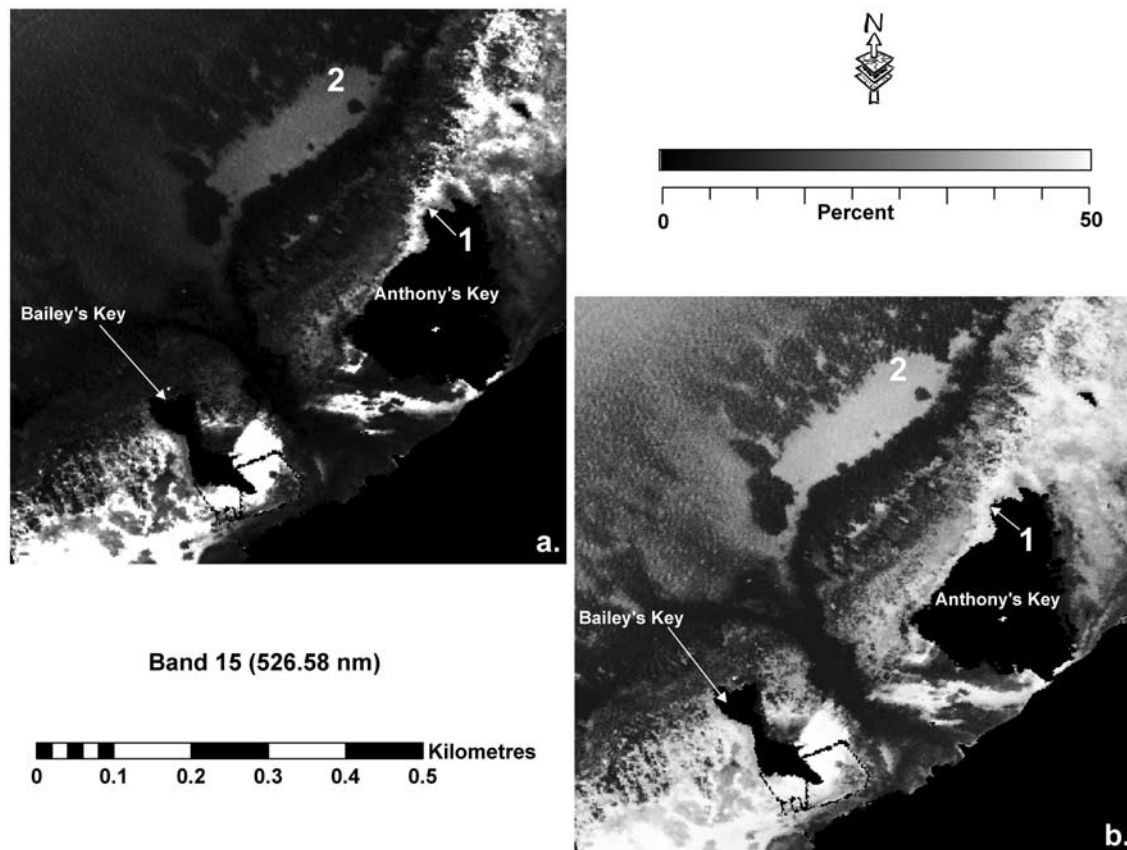 2
1
Anthony's Key
Bailey's Key
a.
N
0
Percent
50
Band 15 (526.58 nm)
Kilometres
0 0.1 0.2 0.3 0.4 0.5
2
1
Anthony's Key
Bailey's Key
b.